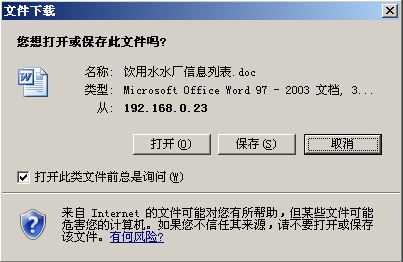 文件下载
您想打开或保存此文件吗?
名称: 饮用水水厂信息列表.doc
类型: Microsoft Office Word 97 - 2003 文档, 3...
从: 192.168.0.23
打开(O) 保存(S) 取消
打开此类文件前总是询问(W)
来自 Internet 的文件可能对您有所帮助，但某些文件可能
危害您的计算机。如果您不信任其来源，请不要打开或保存
该文件。有何风险?